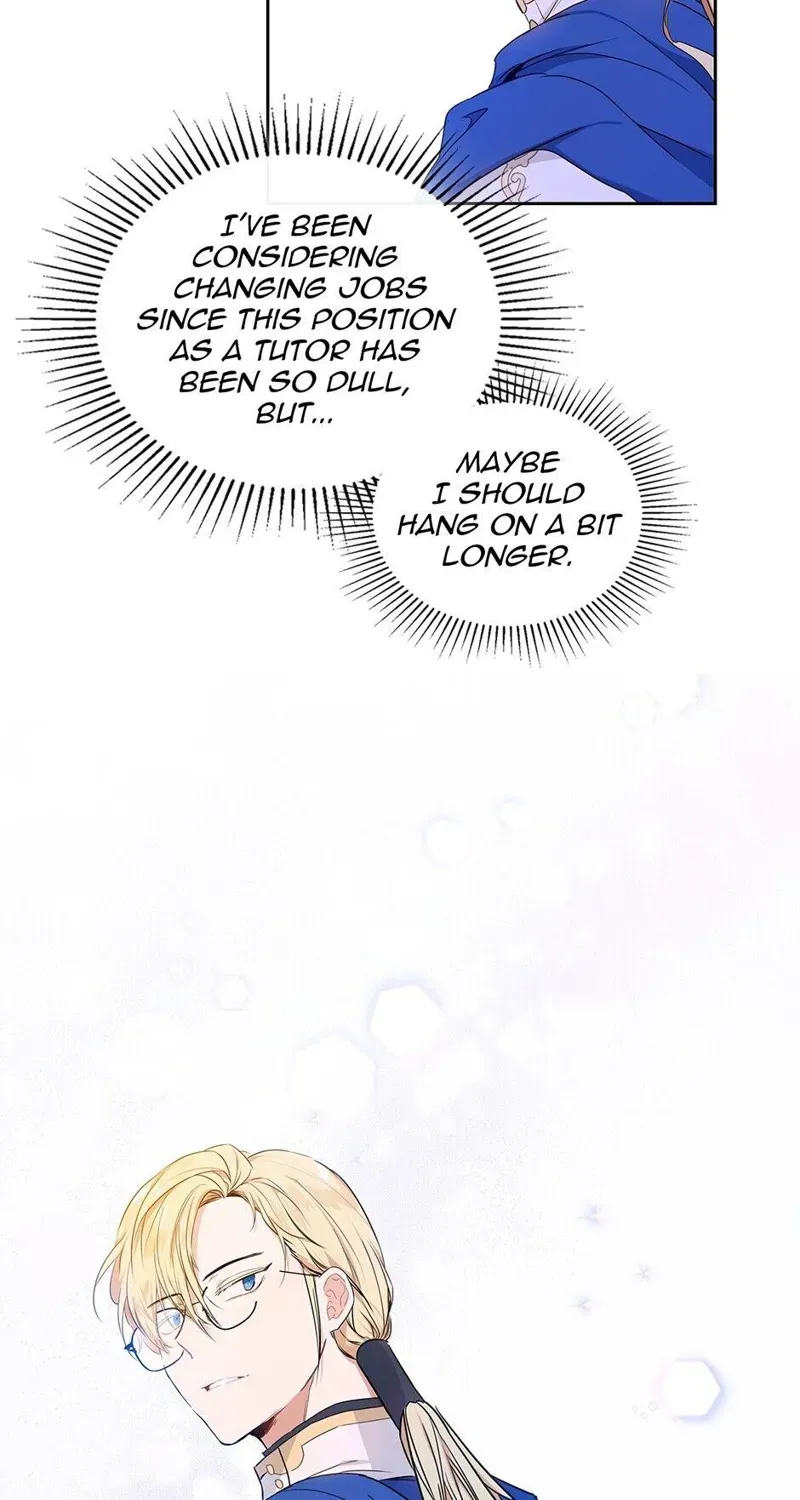 I'VE BEEN
CONSIDERING
CHANGING JOBS
SINCE THIS POSITION
AS A TUTOR HAS
BEEN SO DULL,
BUT...
MAYBE
I SHOULD
HANG ON A BIT
LONGER.